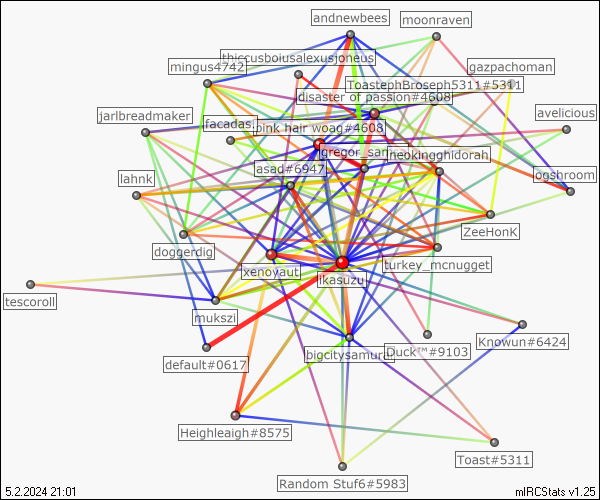 andnewbees
moonraven
thiccusboiusalexusjoneus
mingus4742
gazpachoman
ToastephBroseph5311#5311
disaster of passion#4608
jarlbreadmaker
avelicious
facadas
pink hair woag#4608
gregor_san
neokingghidorah
asad#6947
lahnk
ogshroom
ZeeHonK
doggerdig
turkey_mcnugget
xenoyaut
likasuzu
tescoroll
mukszi
Knowun#6424
bigcitysamurai
Duck™#9103
default#0617
Heighleaigh#8575
Toast#5311
Random Stuf6#5983
5.2.2024 21:01
mIRCStats v1.25